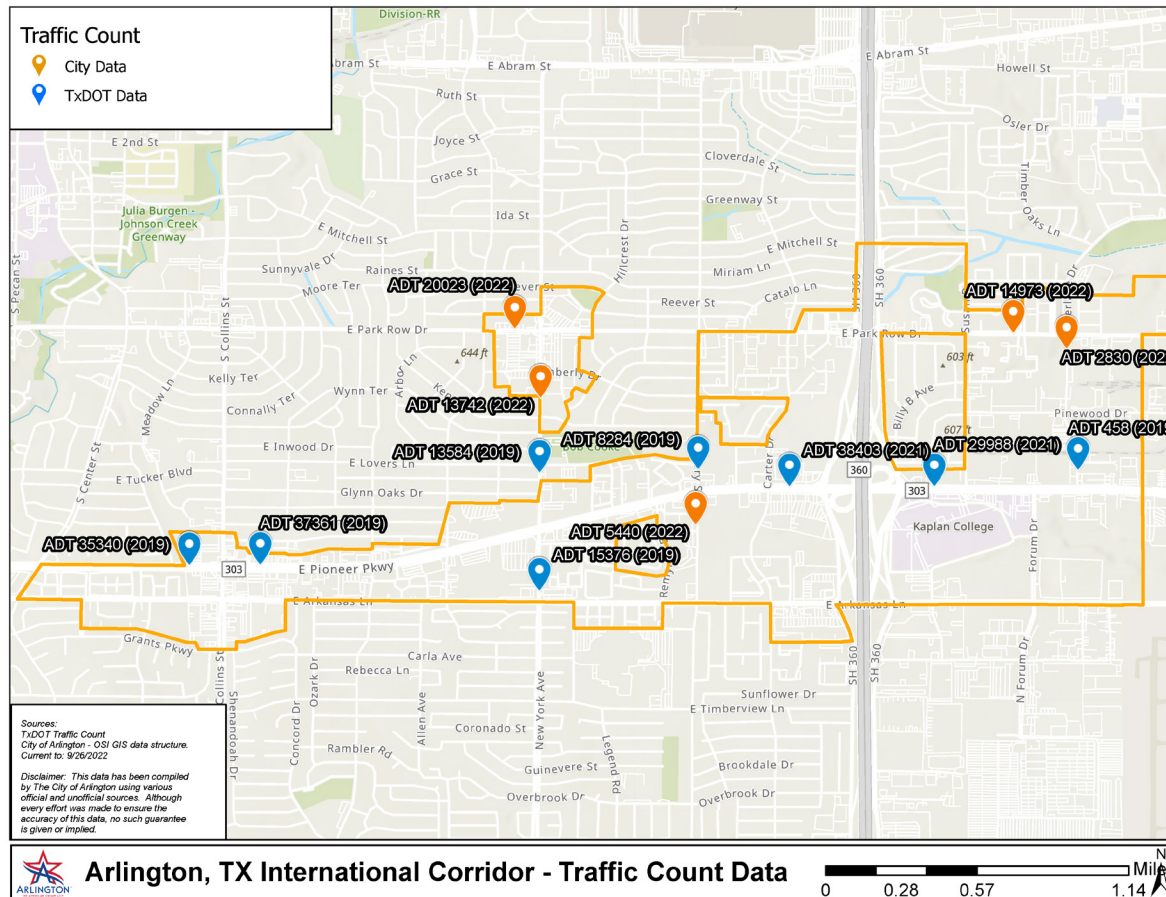 Traffic Count
City Data
TxDOT Data
Division-RR
E Abram St
E Abram St
Abram St
Howell St
Ruth St
Osler Dr
E 2nd St
Joyce St
Cloverdale St
Timber Oaks Ln
Grace St
Greenway St
Julia Burgen -
Johnson Creek
Greenway
Ida St
Hillcrest Dr
E Mitchell St
E Mitchell St
S Pecan St
Sunnyvale Dr
Raines St
Miriam Ln
Moore Ter
Catalo Ln
SH 360
SH 360
ADT 20023 (2022)
ADT 14973 (2022)
Reever St
S Collins St
E Park Row Dr
E Park Row Dr
ADT 2830
644 ft
603 ft
Arbor Ln
Kelly Ter
Wynn Ter
Meadow Ln
Connally Ter
ADT 13742 (2022)
Billy B Ave
Pinewood Dr
607 ft
E Inwood Dr
ADT 13584 (2019)
ADT 8284 (2019)
ADT 38403 (2021)
ADT 29988 (2021)
ADT 458
E Lovers Ln
Carter Dr
S Center St
E Tucker Blvd
Glynn Oaks Dr
360
303
Kaplan College
ADT 37361 (2019)
ADT 35340 (2019)
ADT 5440 (2022)
ADT 15376 (2019)
303
E Pioneer Pkwy
Forum Dr
E Arkansas Ln
E Arkansas Ln
Grants Pkwy
Carla Ave
Rebecca Ln
Collins St
Ozark Dr
Allen Ave
New York Ave
SH 360
SH 360
N Forum Dr
Sunflower Dr
E Timberview Ln
Shenandoah Dr
Concord Dr
Coronado St
Rambler Rd
Legend Rd
Guinevere St
Brookdale Dr
Overbrook Dr
Overbrook Dr
Sources:
TxDOT Traffic Count
City of Arlington - OSI GIS data structure.
Current to: 9/26/2022
Disclaimer: This data has been compiled
by The City of Arlington using various
official and unofficial sources. Although
every effort was made to ensure the
accuracy of this data, no such guarantee
is given or implied.
ARLINGTON
Arlington, TX International Corridor - Traffic Count Data
0 0.28 0.57 1.14
N